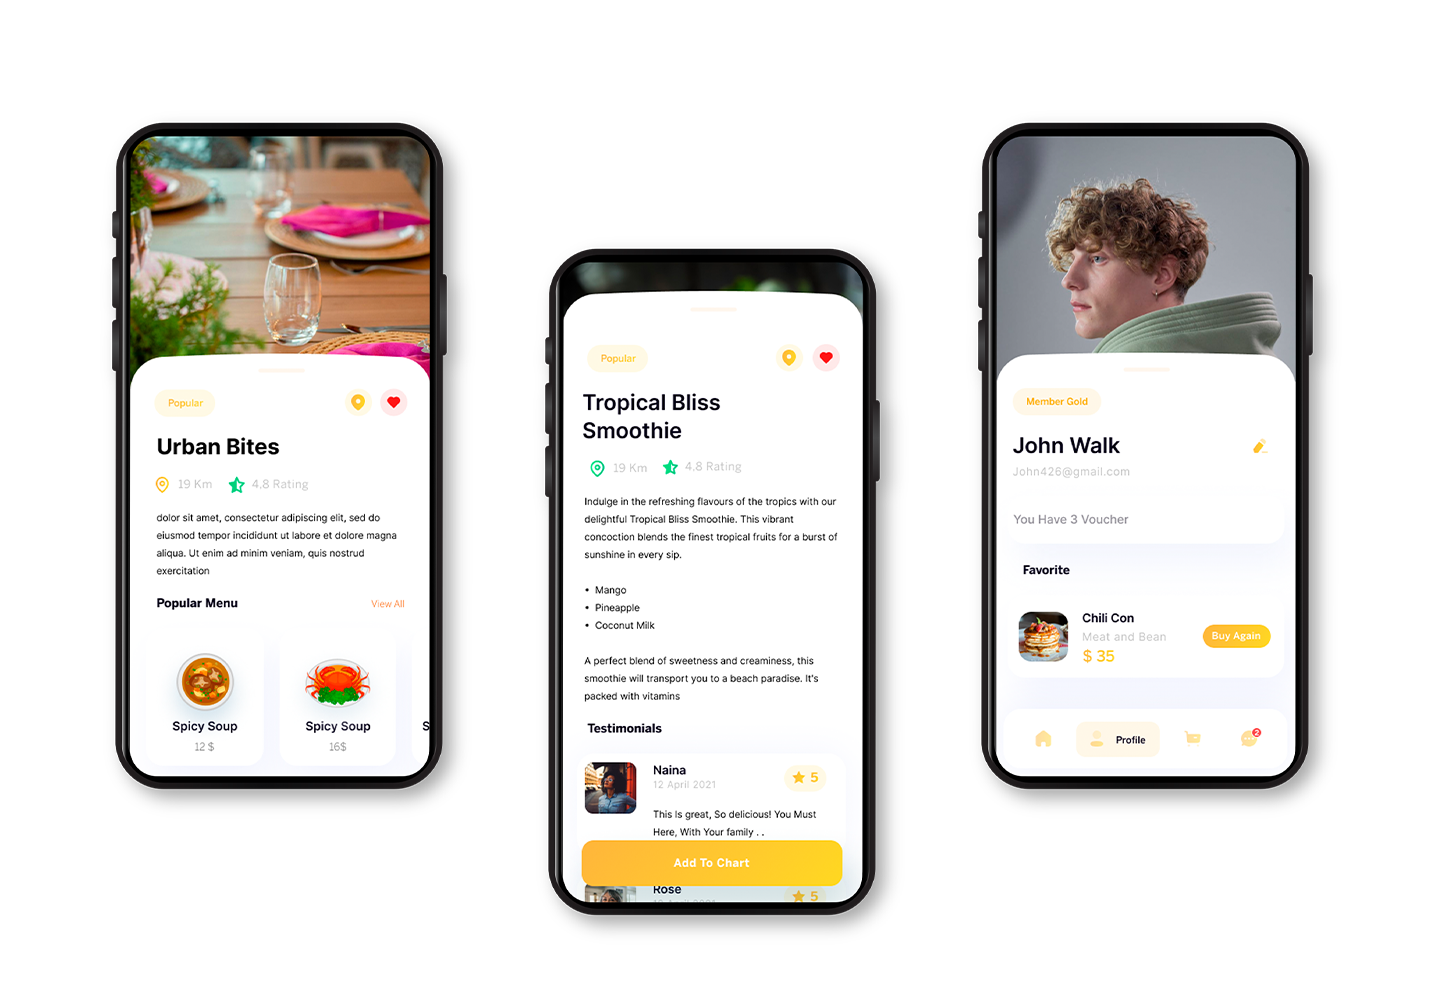 Popular
Urban Bites
19 Km 4,8 Rating
dolor sit amet, consectetur adipiscing elit, sed do
eiusmod tempor incididunt ut labore et dolore magna
aliqua. Ut enim ad minim veniam, quis nostrud
exercitation
Popular Menu View All
Spicy Soup Spicy Soup S
12 $ 16$
Popular
Tropical Bliss
Smoothie
19 Km 4,8 Rating
Indulge in the refreshing flavours of the tropics with our
delightful Tropical Bliss Smoothie. This vibrant
concoction blends the finest tropical fruits for a burst of
sunshine in every sip.
• Mango
• Pineapple
• Coconut Milk
A perfect blend of sweetness and creaminess, this
smoothie will transport you to a beach paradise. It's
packed with vitamins
Testimonials
Naina
12 April 2021
5
This Is great, So delicious! You Must
Here, With Your family . .
Add To Chart
Rose
5
Member Gold
John Walk
John426@gmail.com
You Have 3 Voucher
Favorite
Chili Con
Meat and Bean
$ 35
Buy Again
Profile
2